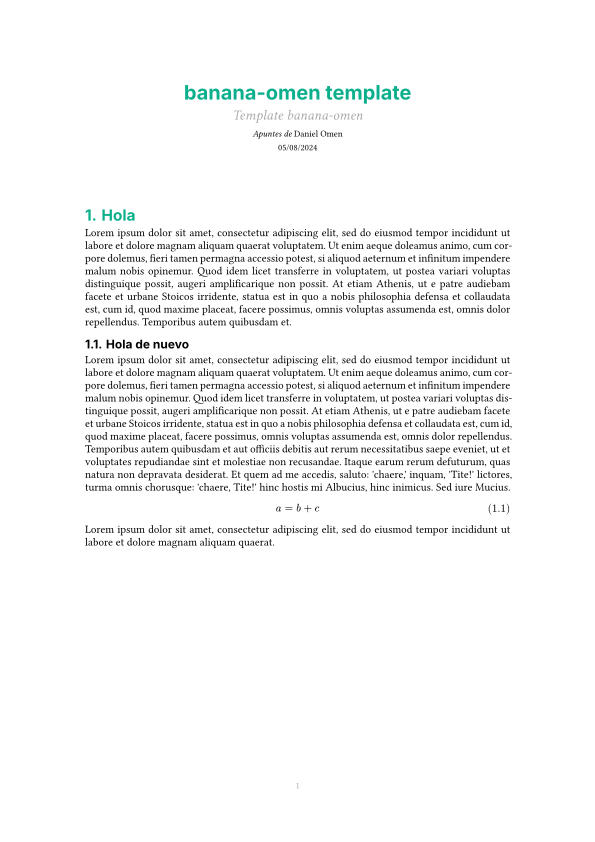 banana-omen template
Template banana-omen
Apuntes de Daniel Omen
05/08/2024
1. Hola
Lorem ipsum dolor sit amet, consectetur adipiscing elit, sed do eiusmod tempor incididunt ut
labore et dolore magnam aliquam quaerat voluptatem. Ut enim aeque doleamus animo, cum cor-
pore dolemus, fieri tamen permagna accessio potest, si aliquod aeternum et infinitum impendere
malum nobis opinemur. Quod idem licet transferre in voluptatem, ut postea variari voluptas
distinguique possit, augeri amplificarique non possit. At etiam Athenis, ut e patre audiebam
facete et urbane Stoicos irridente, statua est in quo a nobis philosophia defensa et collaudata
est, cum id, quod maxime placeat, facere possimus, omnis voluptas assumenda est, omnis dolor
repellendus. Temporibus autem quibusdam et.
1.1. Hola de nuevo
Lorem ipsum dolor sit amet, consectetur adipiscing elit, sed do eiusmod tempor incididunt ut
labore et dolore magnam aliquam quaerat voluptatem. Ut enim aeque doleamus animo, cum cor-
pore dolemus, fieri tamen permagna accessio potest, si aliquod aeternum et infinitum impendere
malum nobis opinemur. Quod idem licet transferre in voluptatem, ut postea variari voluptas dis-
tinguique possit, augeri amplificarique non possit. At etiam Athenis, ut e patre audiebam facete
et urbane Stoicos irridente, statua est in quo a nobis philosophia defensa et collaudata est, cum id,
quod maxime placeat, facere possimus, omnis voluptas assumenda est, omnis dolor repellendus.
Temporibus autem quibusdam et aut officiis debitis aut rerum necessitatibus saepe eveniet, ut et
voluptates repudiandae sint et molestiae non recusandae. Itaque earum rerum defuturum, quas
natura non depravata desiderat. Et quem ad me accedis, saluto: 'chaere,' inquam, 'Tite!' lictores,
turma omnis chorusque: 'chaere, Tite!' hinc hostis mi Albucius, hinc inimicus. Sed iure Mucius.
a = b + c (1.1)
Lorem ipsum dolor sit amet, consectetur adipiscing elit, sed do eiusmod tempor incididunt ut
labore et dolore magnam aliquam quaerat.
1